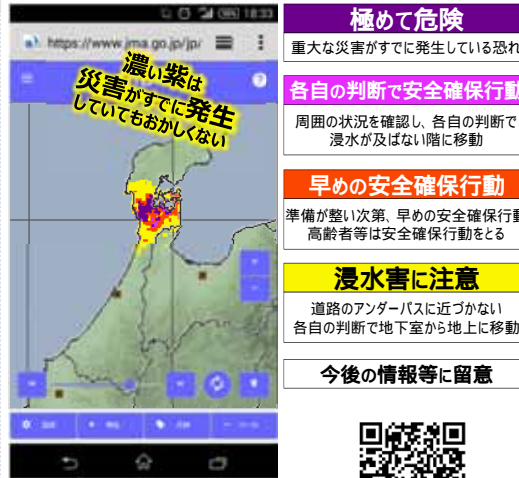 18:33
https://www.jma.go.jp/jp/
濃い紫は
災害がすでに発生
していてもおかしくない
極めて危険
重大な災害がすでに発生している恐れ
各自の判断で安全確保行動
周囲の状況を確認し、各自の判断で
浸水が及ばない階に移動
早めの安全確保行動
準備が整い次第、早めの安全確保行動
高齢者等は安全確保行動をとる
浸水害に注意
道路のアンダーパスに近づかない
各自の判断で地下室から地上に移動
今後の情報等に留意